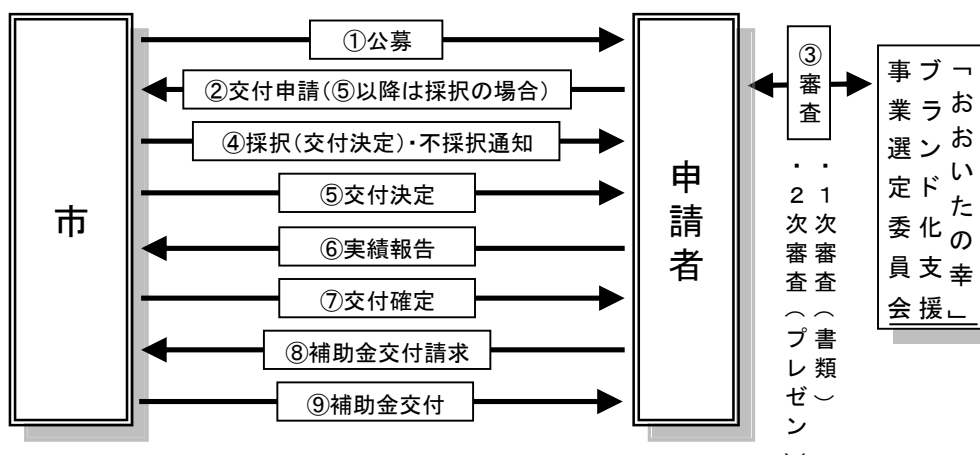 市
①公募
②交付申請(⑤以降は採択の場合)
④採択(交付決定)・不採択通知
⑤交付決定
⑥実績報告
⑦交付確定
⑧補助金交付請求
⑨補助金交付
申請者
③審査
・1次審査(書類)
・2次審査(プレゼン)
「おおいたの幸」
ブランド化支援
事業選定委員会